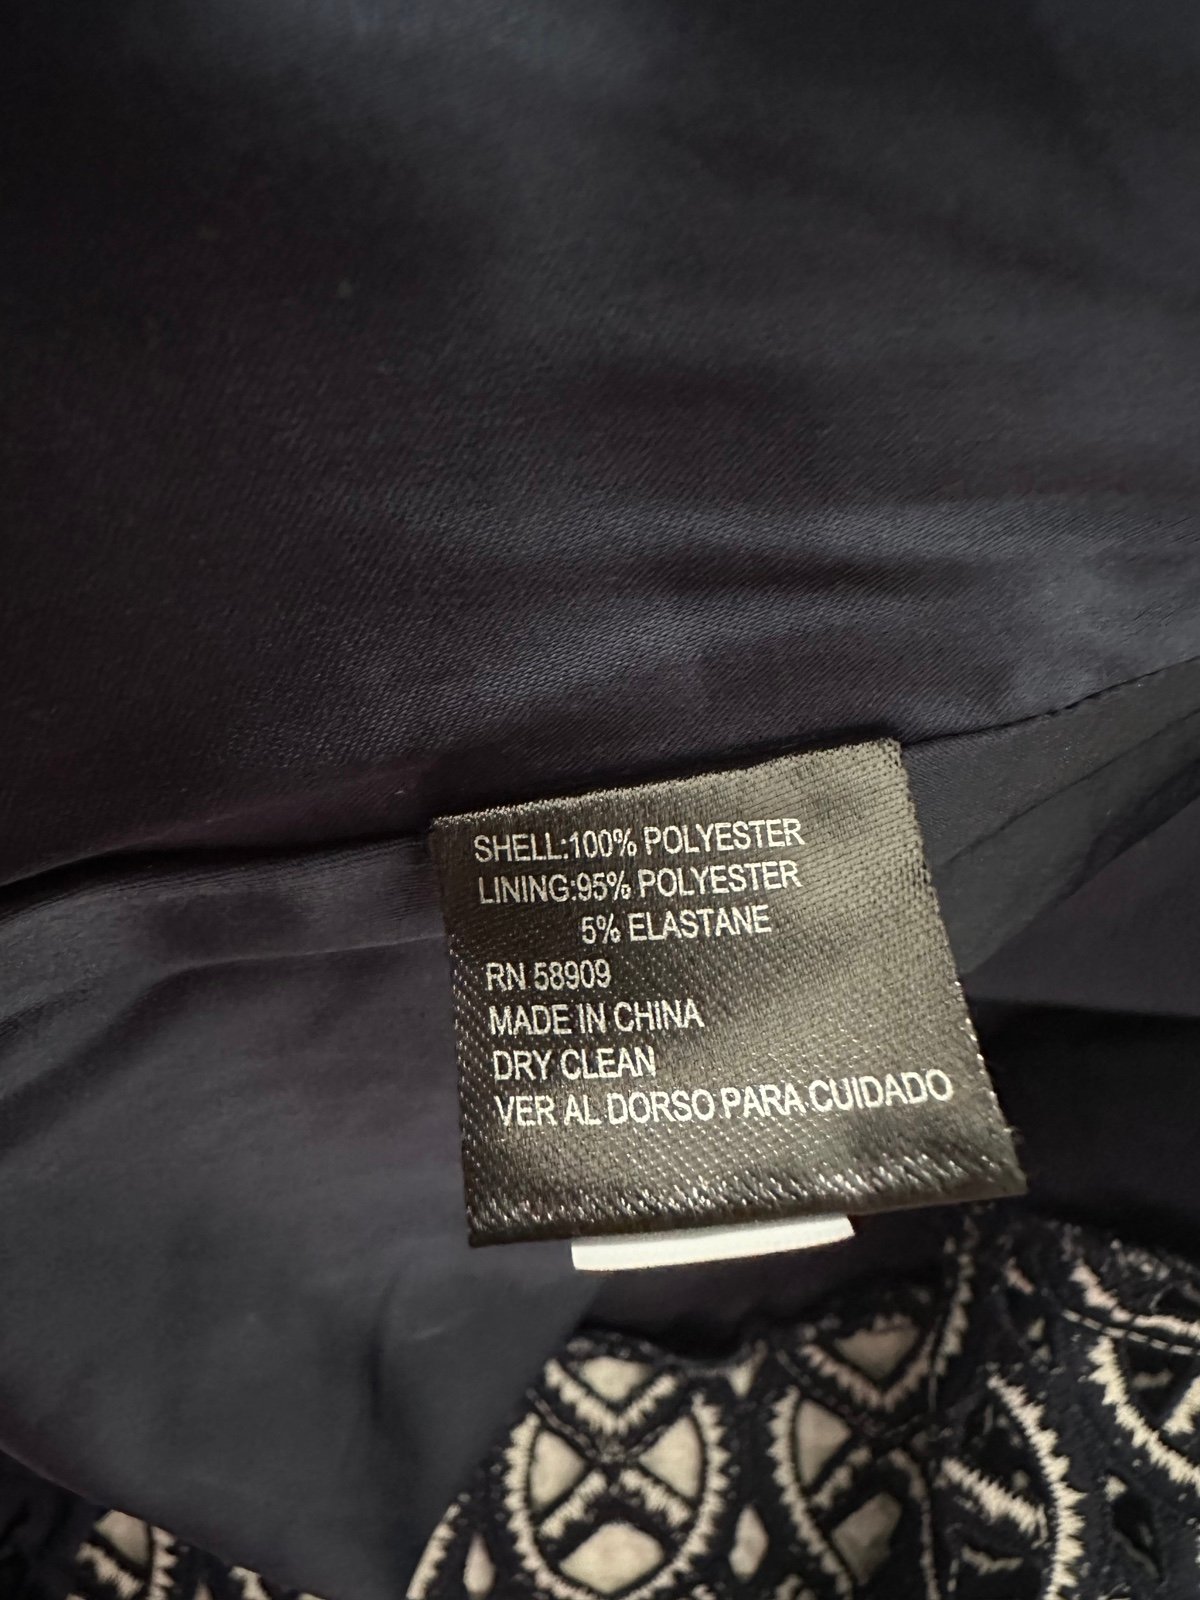 SHELL:100% POLYESTER
LINING:95% POLYESTER
5% ELASTANE
RN 58909
MADE IN CHINA
DRY CLEAN
VER AL DORSO PARA CUIDADO